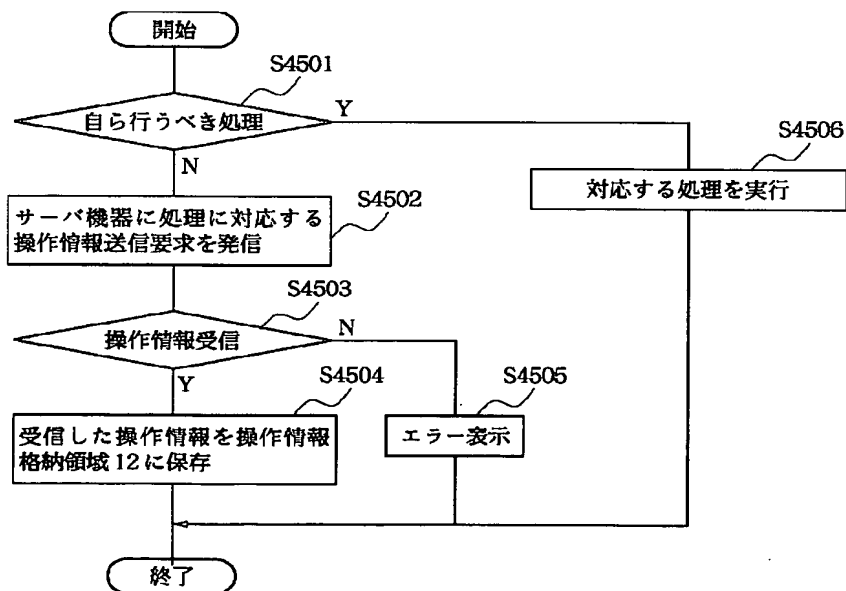 開始
S4501
自ら行うべき処理
Y
N
S4506
対応する処理を実行
S4502
サーバ機器に処理に対応する
操作情報送信要求を発信
S4503
操作情報受信
N
Y
S4504
受信した操作情報を操作情報
格納領域12に保存
S4505
エラー表示
終了